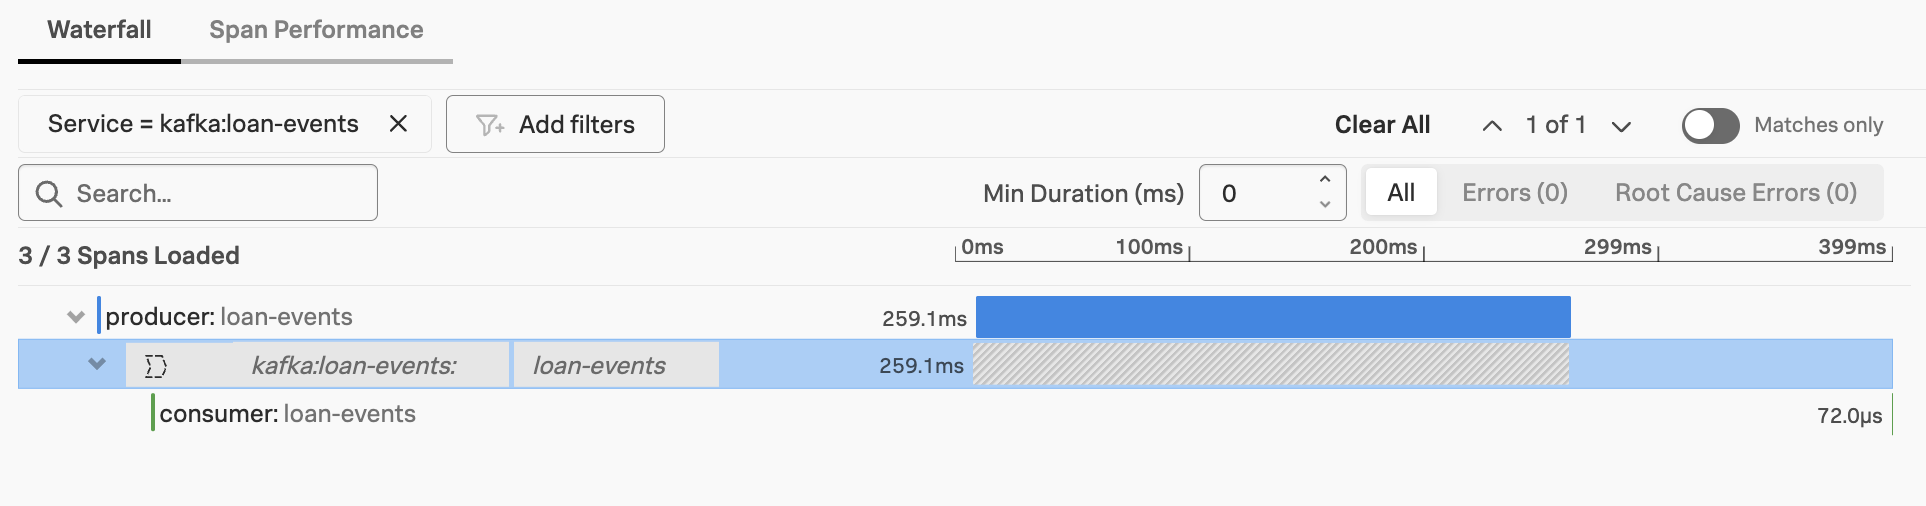 Waterfall Span Performance
Service = kafka:loan-events Add filters Clear All 1 of 1 Matches only
Search... Min Duration (ms) 0 All Errors (0) Root Cause Errors (0)
3 / 3 Spans Loaded 0ms 100ms 200ms 299ms 399ms
producer: loan-events 259.1ms
kafka:loan-events: loan-events 259.1ms
consumer: loan-events 72.0μs